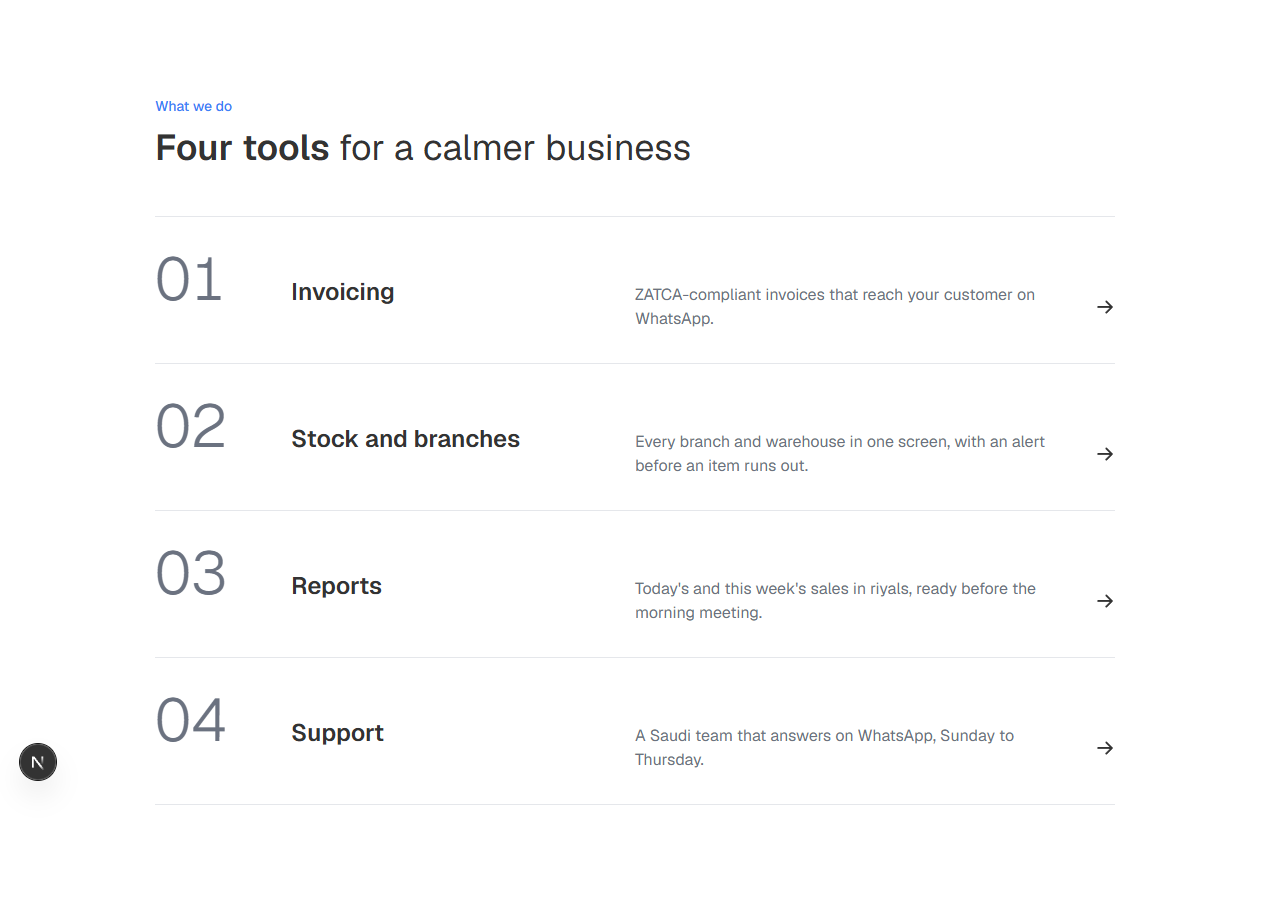 What we do
Four tools for a calmer business
01
Invoicing
ZATCA-compliant invoices that reach your customer on
WhatsApp.
02
Stock and branches
Every branch and warehouse in one screen, with an alert
before an item runs out.
03
Reports
Today's and this week's sales in riyals, ready before the
morning meeting.
04
Support
A Saudi team that answers on WhatsApp, Sunday to
Thursday.
N